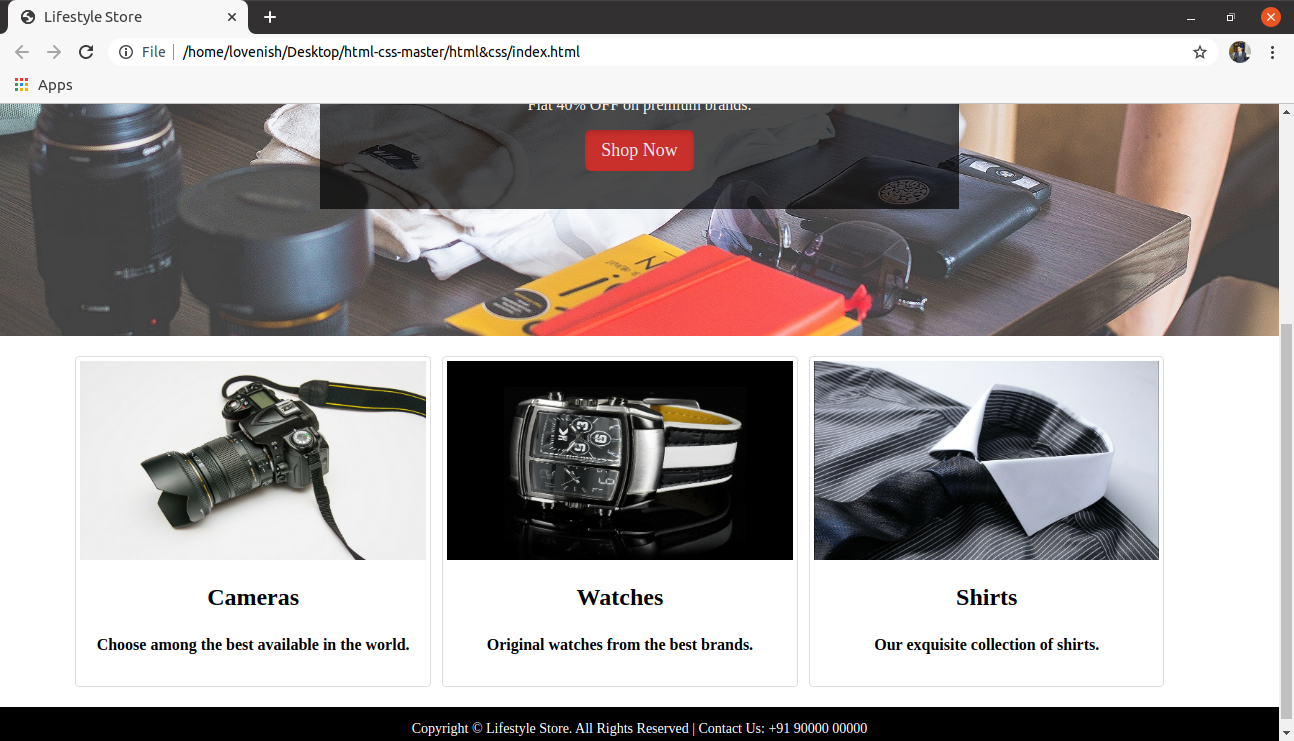 Lifestyle Store
File | /home/lovenish/Desktop/html-css-master/html&css/index.html
Apps
Flat 40% OFF on premium brands.
Shop Now
Cameras
Choose among the best available in the world.
Watches
Original watches from the best brands.
Shirts
Our exquisite collection of shirts.
Copyright © Lifestyle Store. All Rights Reserved | Contact Us: +91 90000 00000